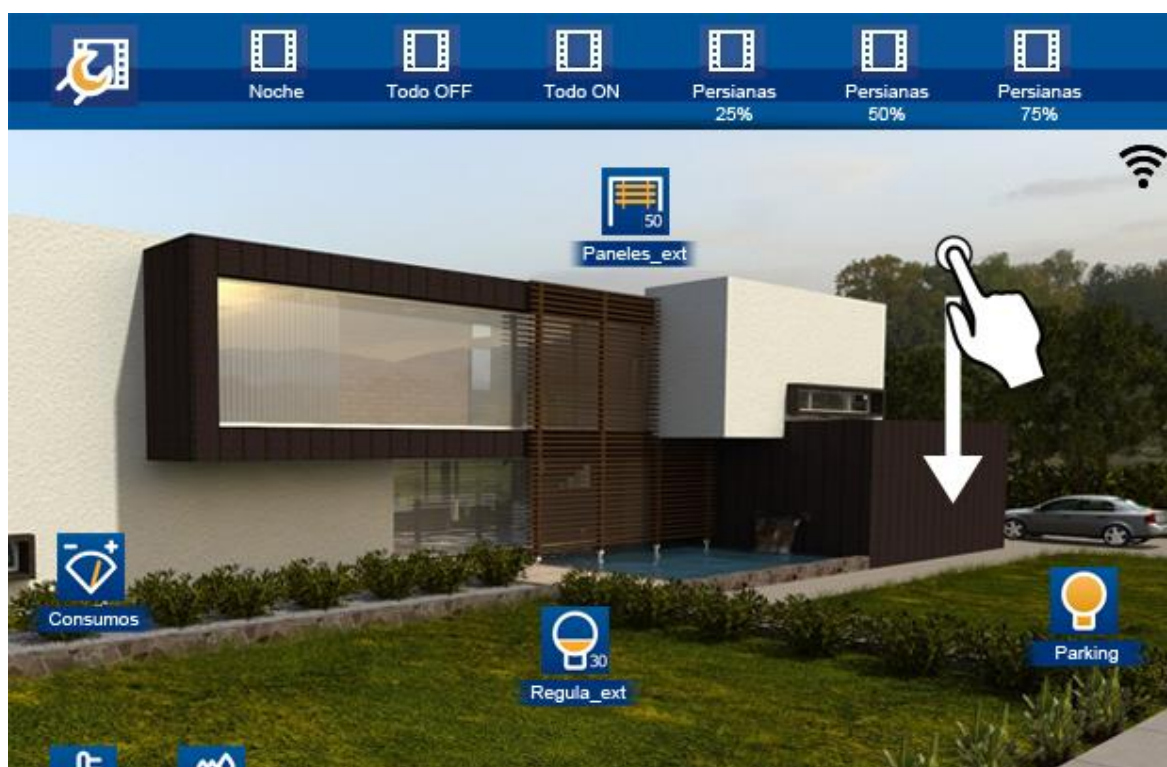 Noche
Todo OFF
Todo ON
Persianas
25%
Persianas
50%
Persianas
75%
50
Paneles_ext
Consumos
30
Regula_ext
Parking